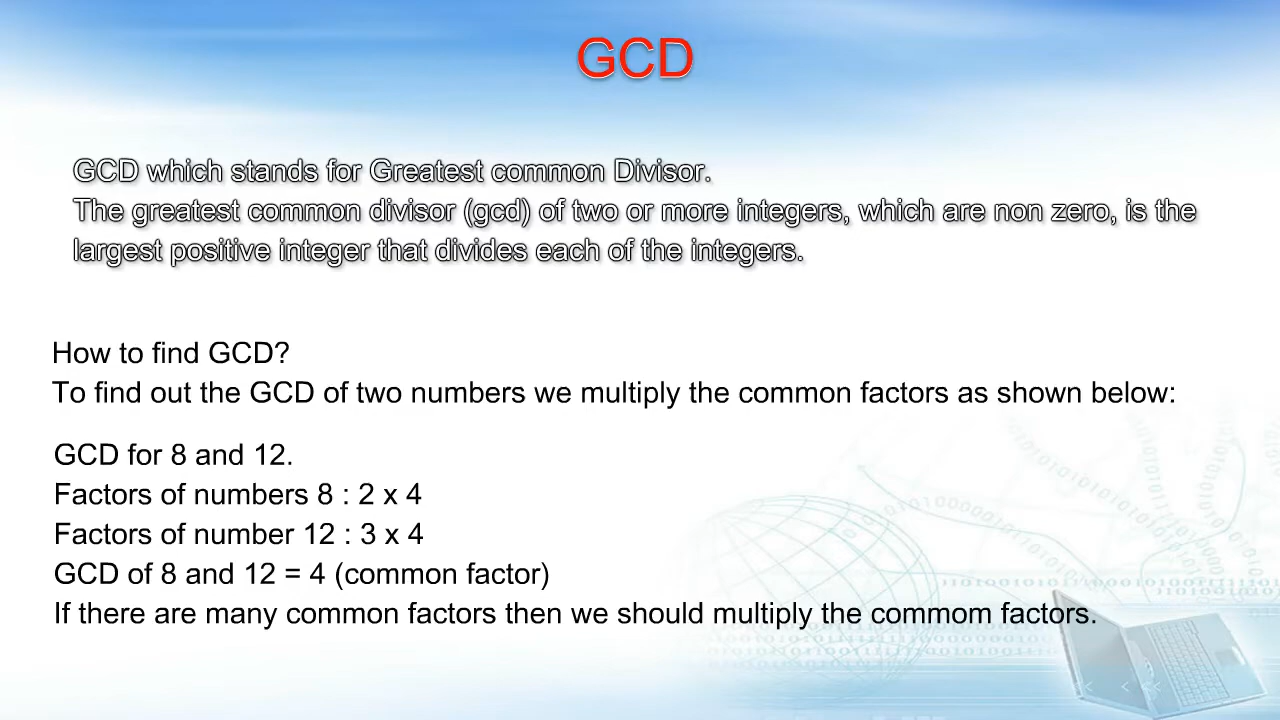 GCD
GCD which stands for Greatest common Divisor.
The greatest common divisor (gcd) of two or more integers, which are non zero, is the
largest positive integer that divides each of the integers.
How to find GCD?
To find out the GCD of two numbers we multiply the common factors as shown below:
GCD for 8 and 12.
Factors of numbers 8 : 2 x 4
Factors of number 12 : 3 x 4
GCD of 8 and 12 = 4 (common factor)
If there are many common factors then we should multiply the commom factors.